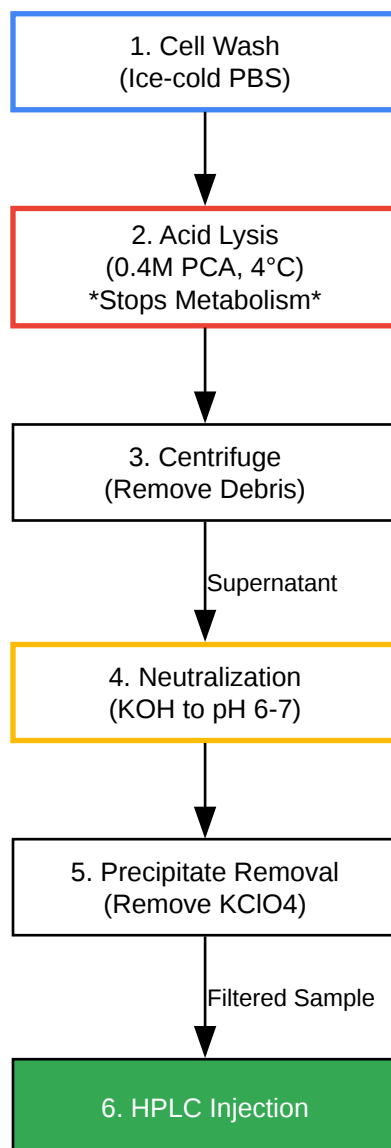 1. Cell Wash
(Ice-cold PBS)
2. Acid Lysis
(0.4M PCA, 4°C)
*Stops Metabolism*
3. Centrifuge
(Remove Debris)
Supernatant
4. Neutralization
(KOH to pH 6-7)
5. Precipitate Removal
(Remove KClO4)
Filtered Sample
6. HPLC Injection